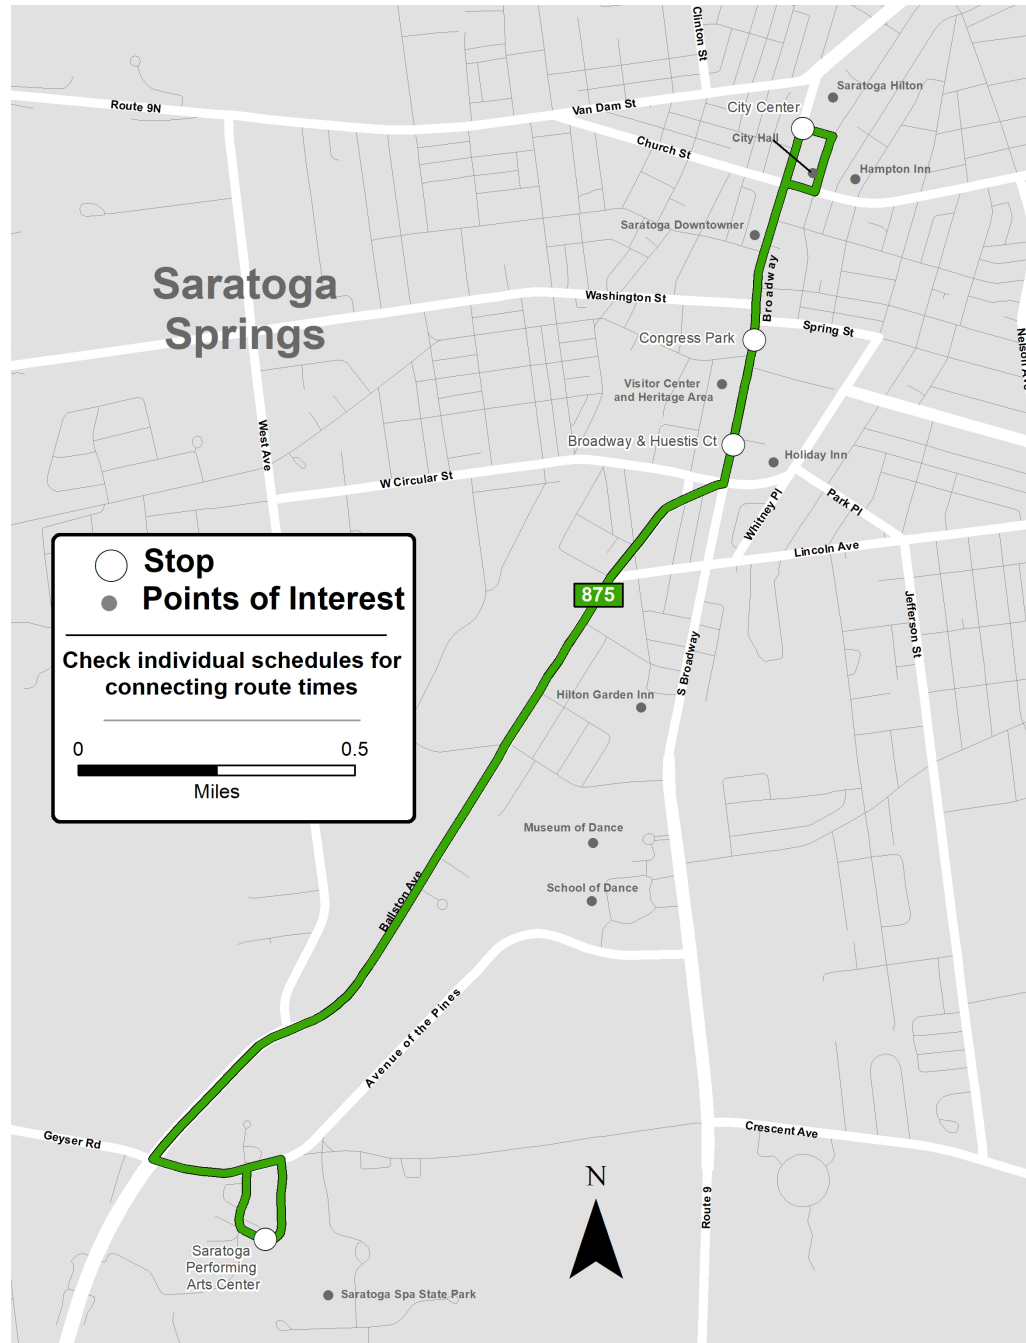 Clinton St
Saratoga Hilton
Route 9N
Van Dam St
City Center
City Hall
Church St
Hampton Inn
Saratoga Downtowner
Broadway
Saratoga
Springs
Washington St
Spring St
Nelson Ave
Congress Park
Visitor Center
and Heritage Area
West Ave
Broadway & Huestis Ct
Holiday Inn
W Circular St
Whitney Pl
Park Pl
Lincoln Ave
Stop
Points of Interest
Check individual schedules for
connecting route times
0 0.5
Miles
875
Jefferson St
S Broadway
Hilton Garden Inn
Museum of Dance
School of Dance
Ballston Ave
Avenue of the Pines
Geyser Rd
Crescent Ave
N
Route 9
Saratoga
Performing
Arts Center
Saratoga Spa State Park